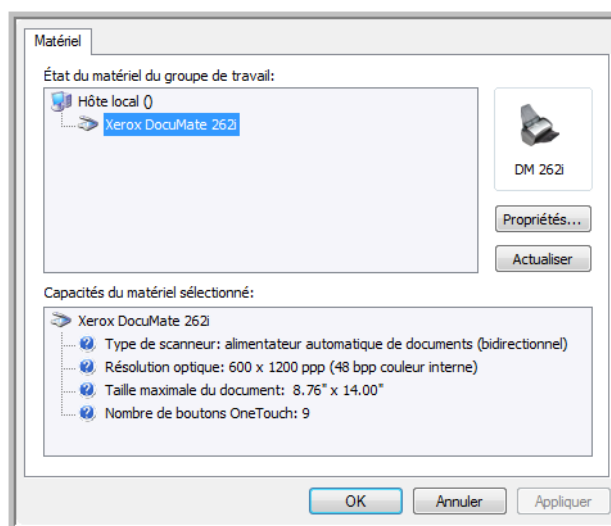 Matériel
État du matériel du groupe de travail:
Hôte local ()
Xerox DocuMate 262i
DM 262i
Propriétés...
Actualiser
Capacités du matériel sélectionné:
Xerox DocuMate 262i
Type de scanneur: alimentateur automatique de documents (bidirectionnel)
Résolution optique: 600 x 1200 ppp (48 bpp couleur interne)
Taille maximale du document: 8.76" x 14.00"
Nombre de boutons OneTouch: 9
OK
Annuler
Appliquer